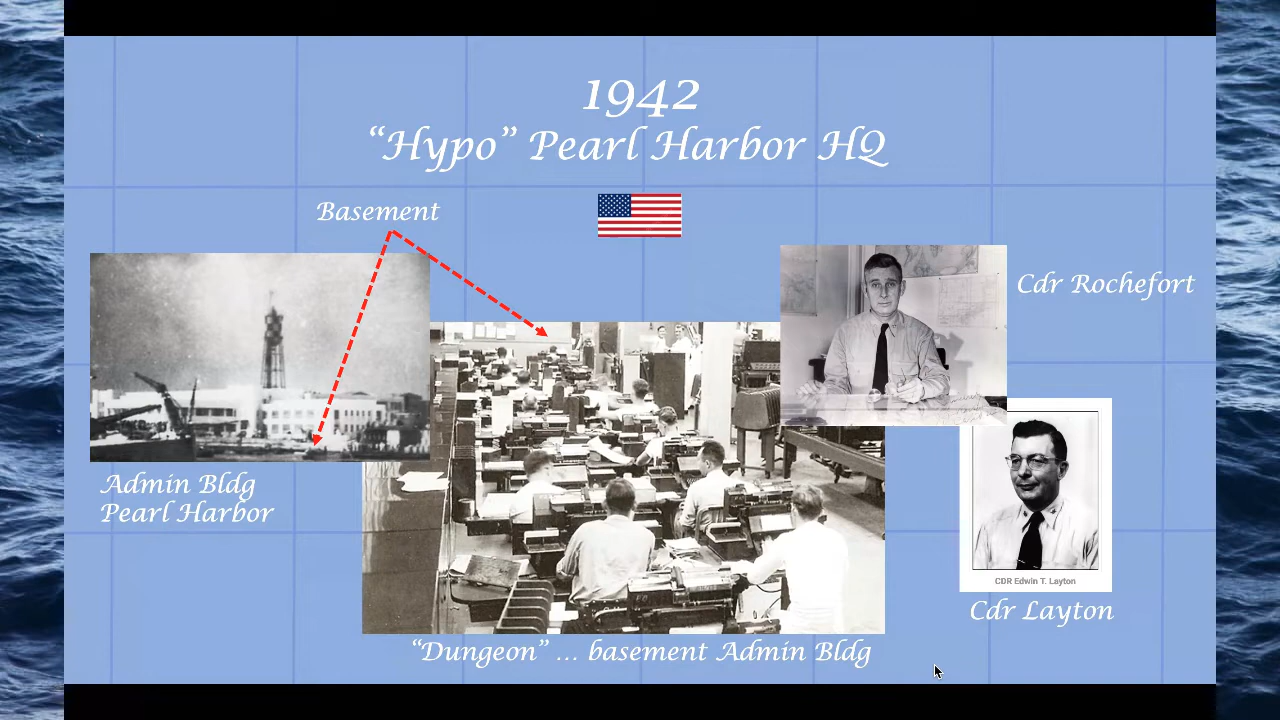 1942
“Hypo” Pearl Harbor HQ
Basement
Cdr Rochefort
Admin Bldg
Pearl Harbor
CDR Edwin T. Layton
Cdr Layton
“Dungeon” ... basement Admin Bldg